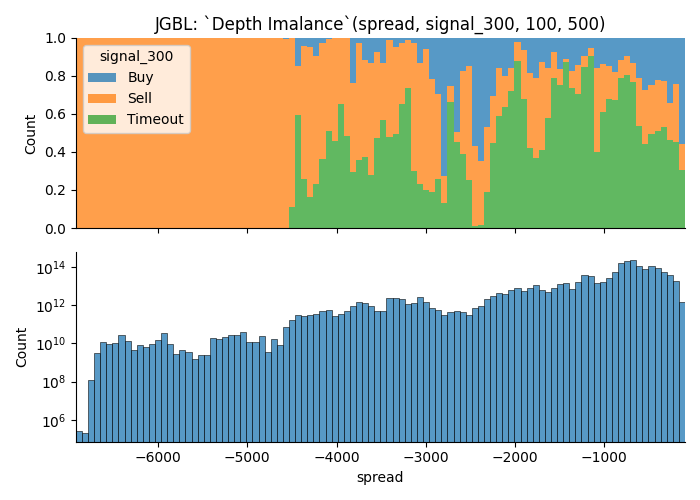 JGBL: `Depth Imalance`(spread, signal_300, 100, 500)
Count
1.0
0.8
0.6
0.4
0.2
0.0
signal_300
Buy
Sell
Timeout
Count
10^14
10^12
10^10
10^8
10^6
−6000
−5000
−4000
−3000
−2000
−1000
spread